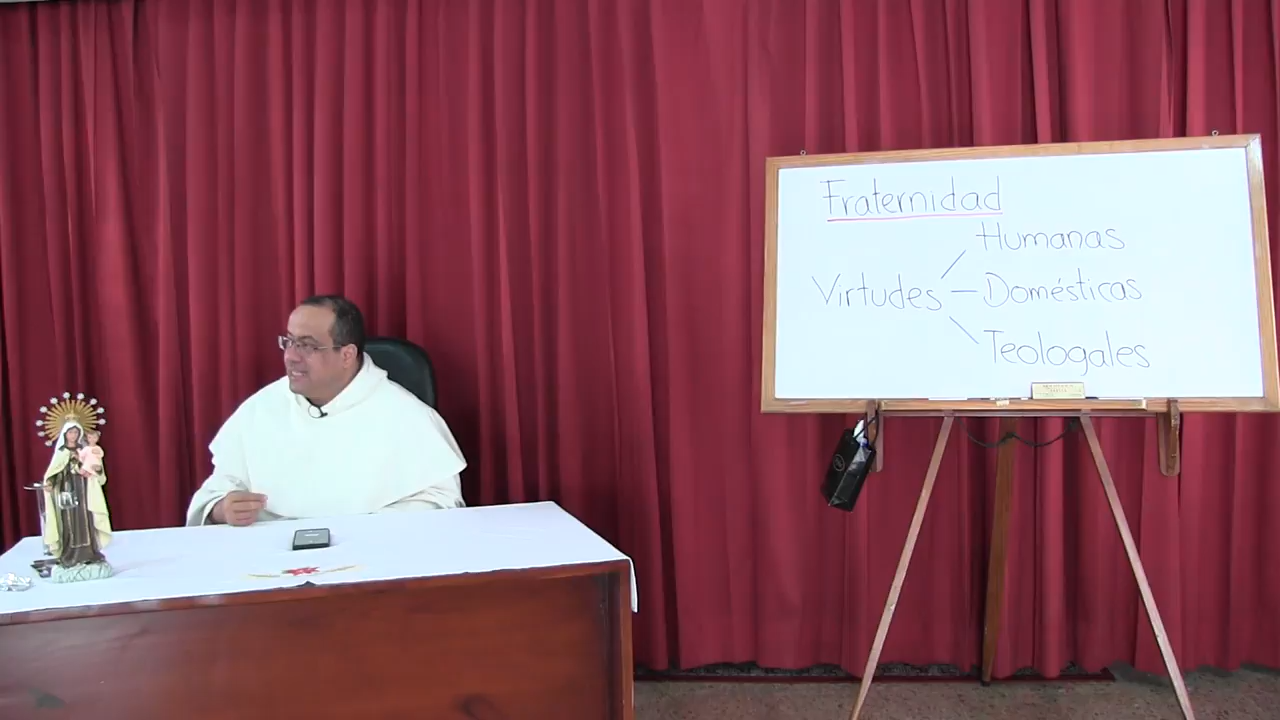 Fraternidad
Humanas
Virtudes — Domésticas
Teologales